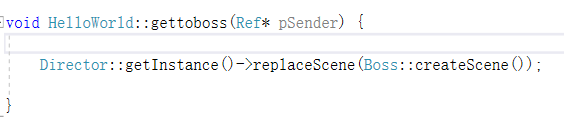 void HelloWorld::gettoboss(Ref* pSender) {
Director::getInstance()->replaceScene(Boss::createScene());
}